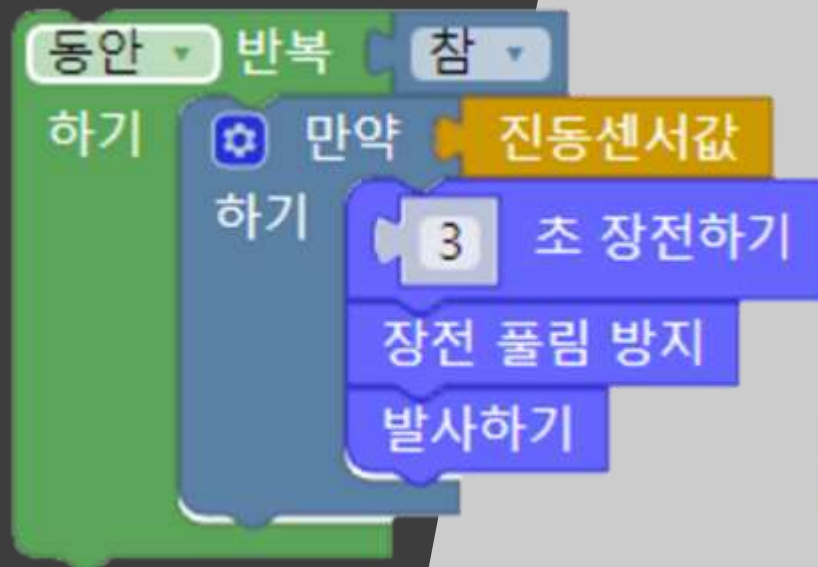 동안 반복 참
하기 만약 진동센서값
하기 3 초 장전하기
장전 풀림 방지
발사하기